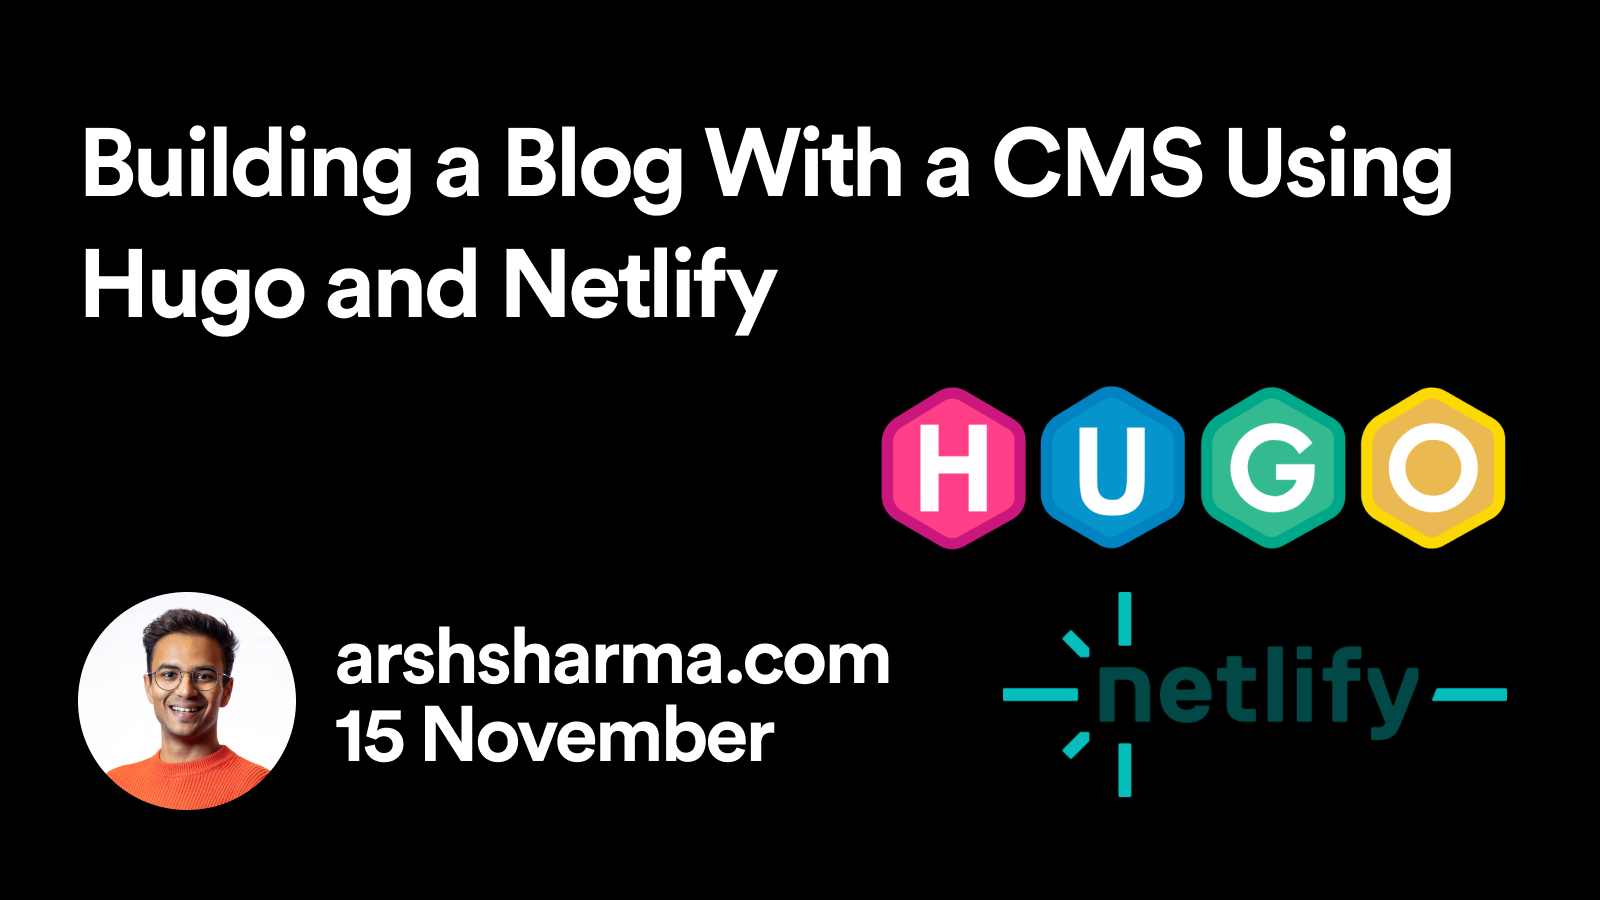 Building a Blog With a CMS Using
Hugo and Netlify
HUGO
arshsharma.com
15 November
netlify